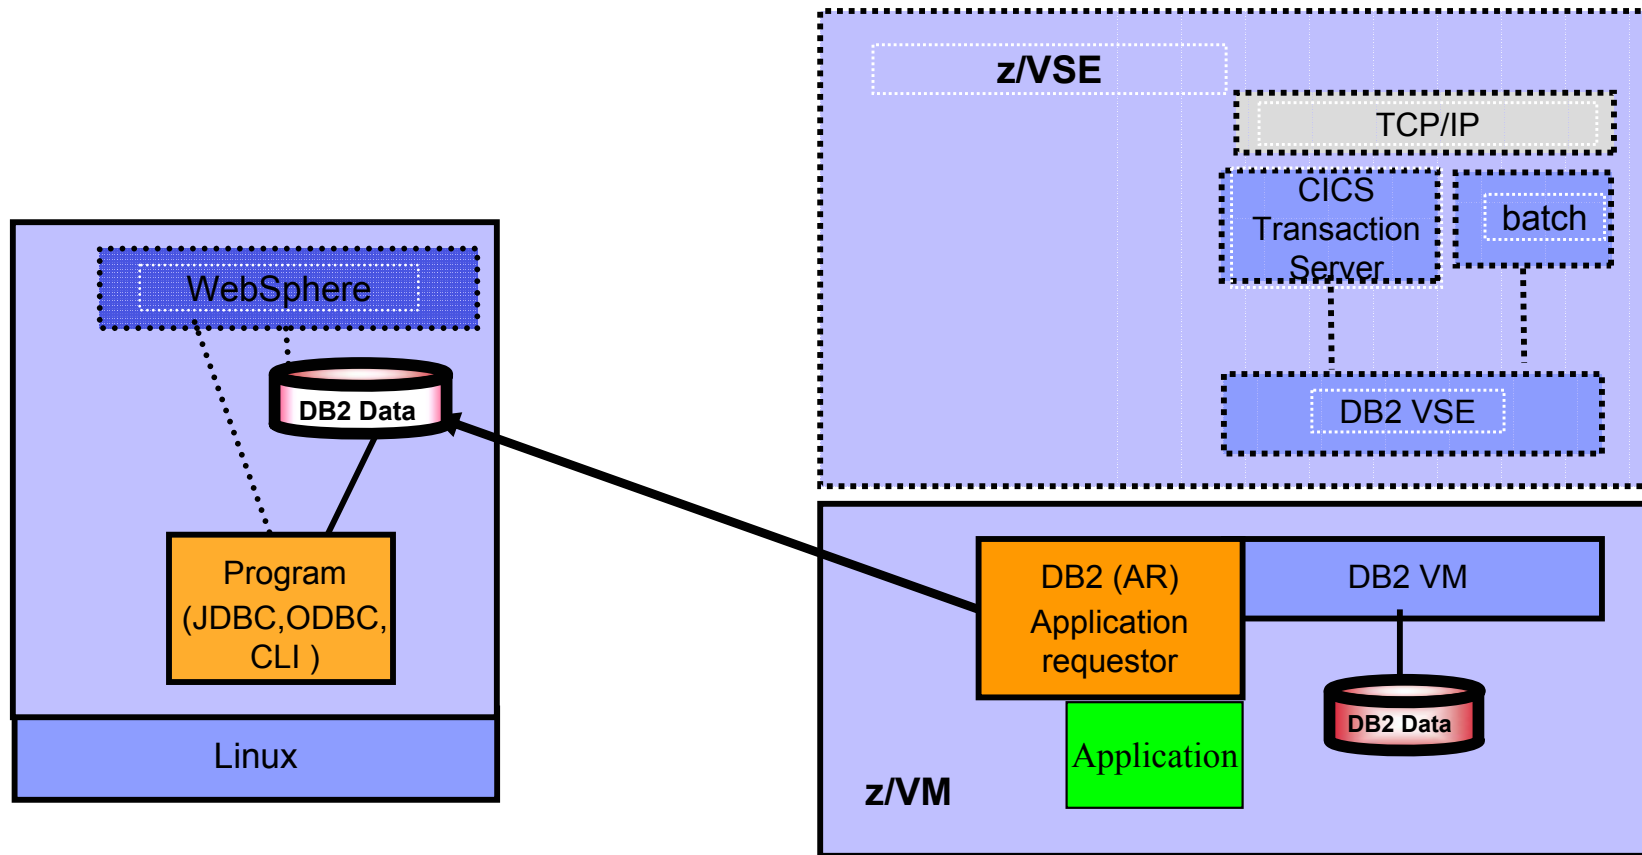 z/VSE
TCP/IP
CICS
Transaction
Server
batch
DB2 VSE
WebSphere
DB2 Data
Program
(JDBC,ODBC,
CLI )
Linux
DB2 (AR)
Application
requestor
DB2 VM
DB2 Data
Application
z/VM